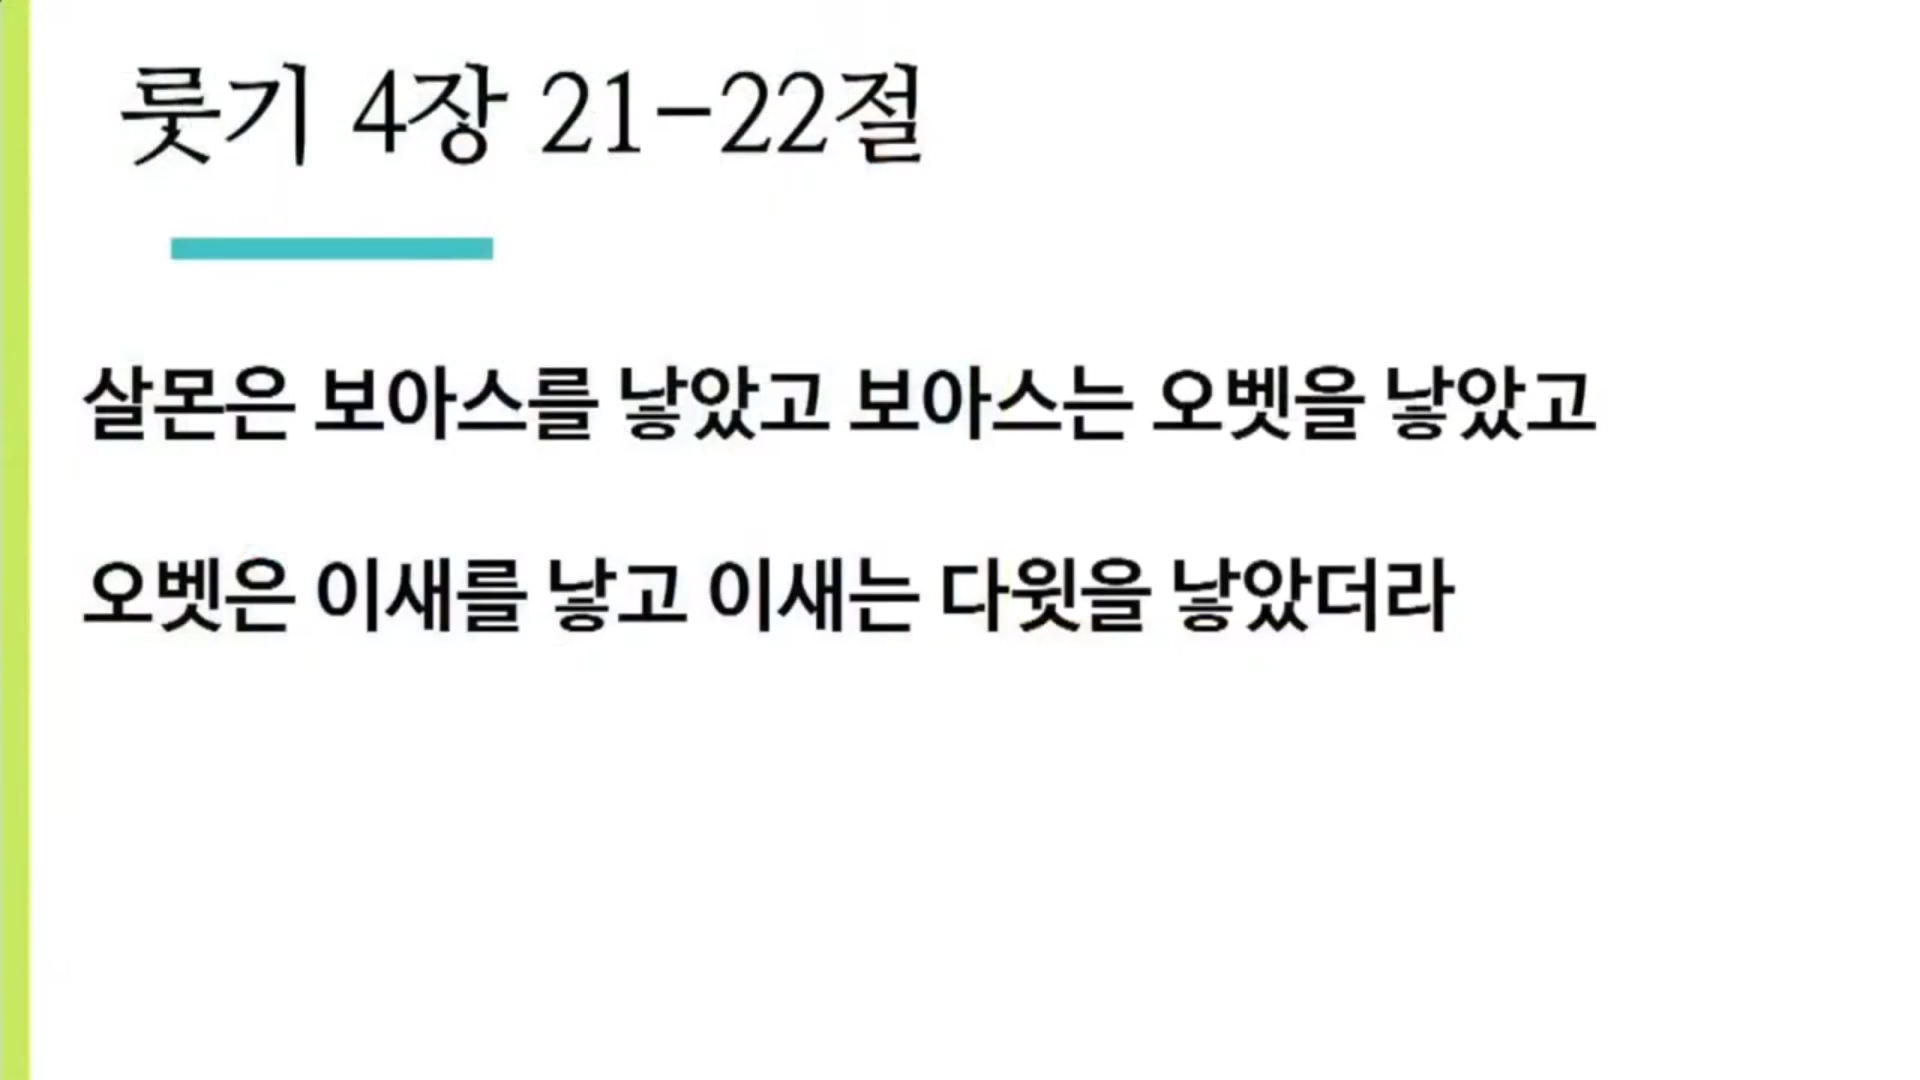 룻기 4장 21-22절
살몬은 보아스를 낳았고 보아스는 오벳을 낳았고
오벳은 이새를 낳고 이새는 다윗을 낳았더라